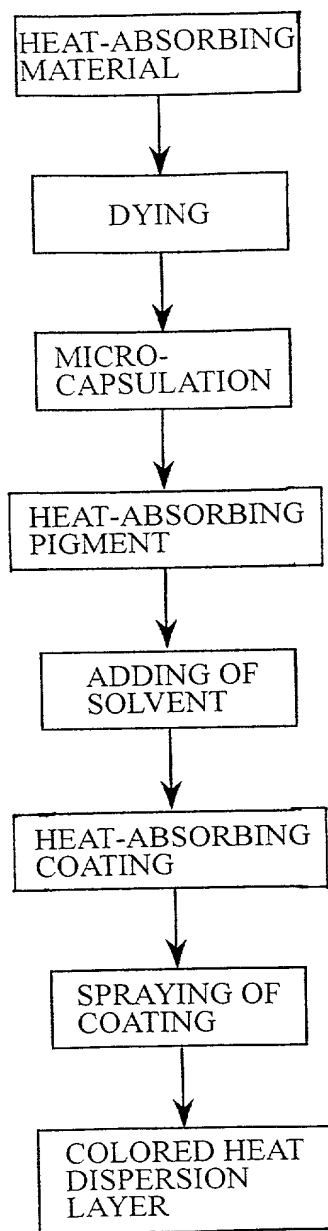 HEAT-ABSORBING
MATERIAL
DYING
MICRO-
CAPSULATION
HEAT-ABSORBING
PIGMENT
ADDING OF
SOLVENT
HEAT-ABSORBING
COATING
SPRAYING OF
COATING
COLORED HEAT
DISPERSION
LAYER